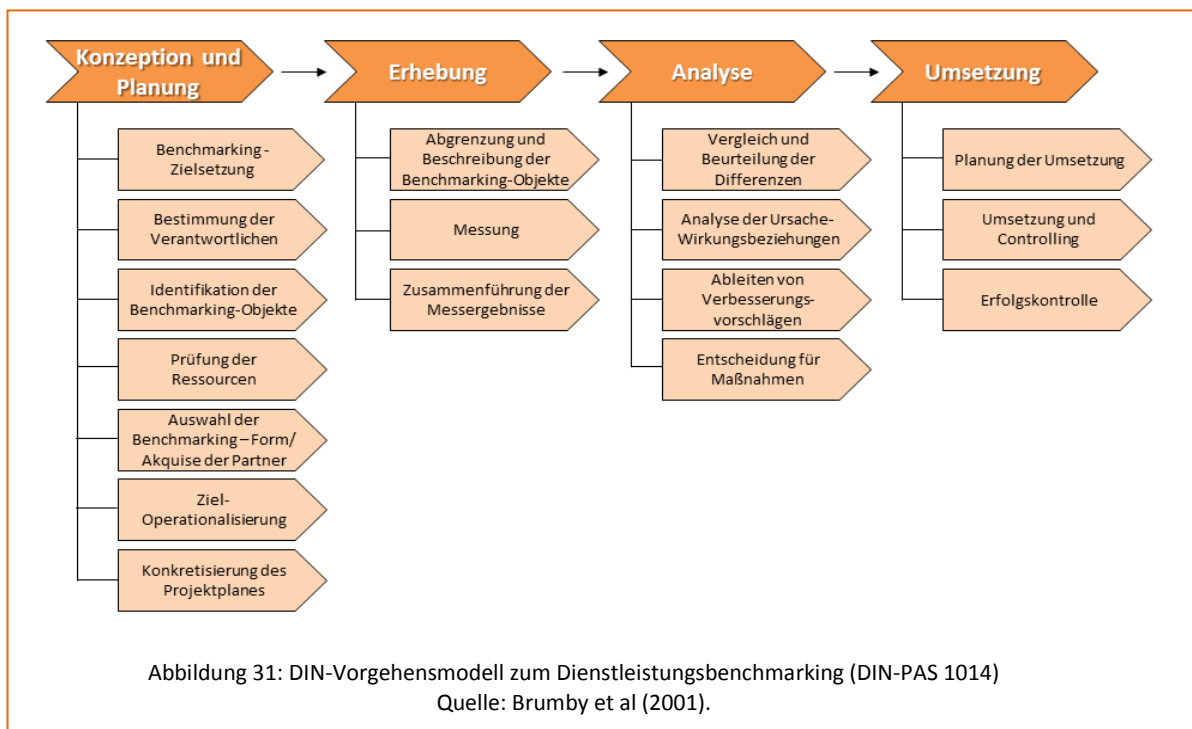 Konzeption und
Planung
Benchmarking -
Zielsetzung
Bestimmung der
Verantwortlichen
Identifikation der
Benchmarking-Objekte
Prüfung der
Ressourcen
Auswahl der
Benchmarking – Form/
Akquise der Partner
Ziel-
Operationalisierung
Konkretisierung des
Projektplanes
Erhebung
Abgrenzung und
Beschreibung der
Benchmarking-Objekte
Messung
Zusammenführung der
Messergebnisse
Analyse
Vergleich und
Beurteilung der
Differenzen
Analyse der Ursache-
Wirkungsbeziehungen
Ableiten von
Verbesserungs-
vorschlägen
Entscheidung für
Maßnahmen
Umsetzung
Planung der Umsetzung
Umsetzung und
Controlling
Erfolgskontrolle
Abbildung 31: DIN-Vorgehensmodell zum Dienstleistungsbenchmarking (DIN-PAS 1014)
Quelle: Brumby et al (2001).